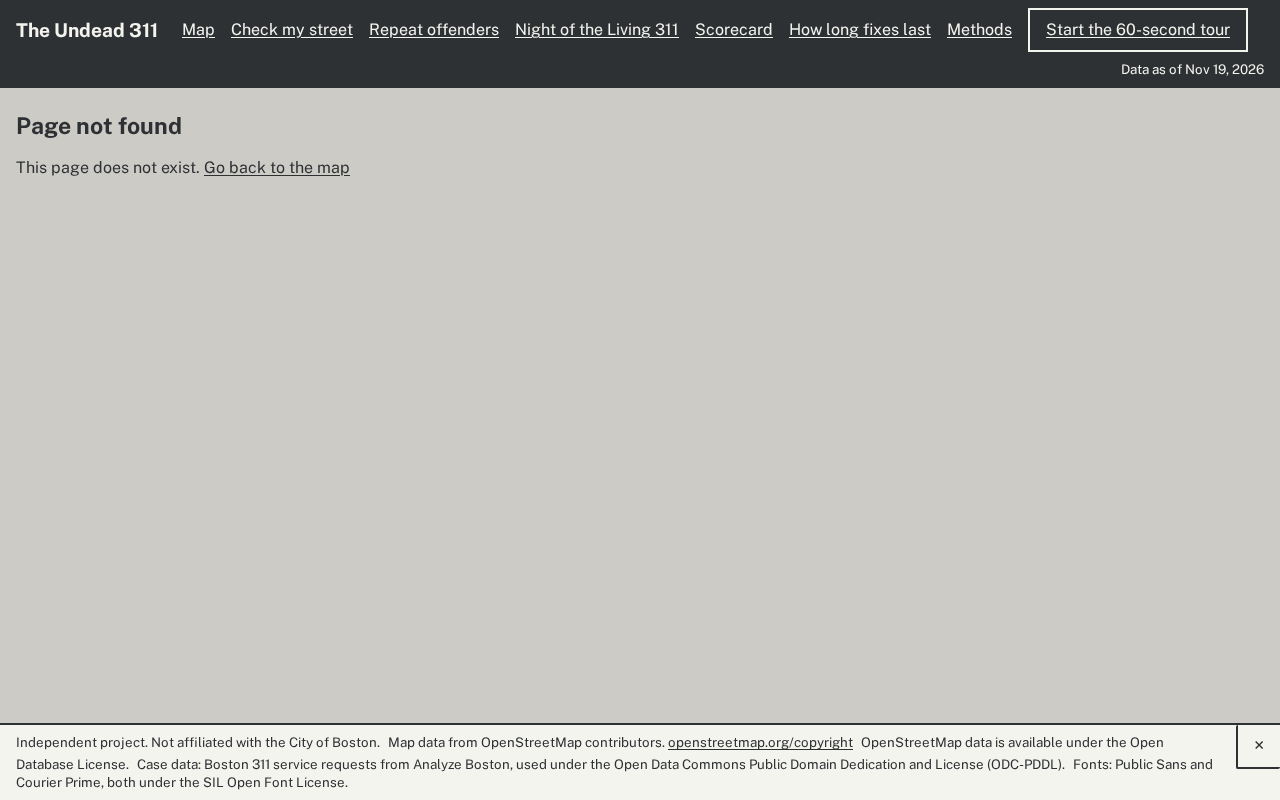 The Undead 311 Map Check my street Repeat offenders Night of the Living 311 Scorecard How long fixes last Methods Start the 60-second tour
Data as of Nov 19, 2026
Page not found
This page does not exist. Go back to the map
Independent project. Not affiliated with the City of Boston. Map data from OpenStreetMap contributors. openstreetmap.org/copyright OpenStreetMap data is available under the Open
Database License. Case data: Boston 311 service requests from Analyze Boston, used under the Open Data Commons Public Domain Dedication and License (ODC-PDDL). Fonts: Public Sans and
Courier Prime, both under the SIL Open Font License.
×